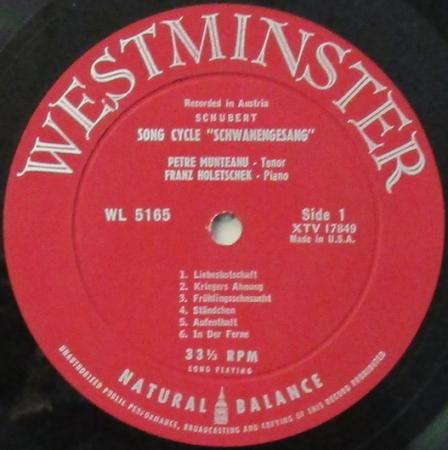 WESTMINSTER
Recorded in Austria
SCHUBERT
SONG CYCLE "SCHWANENGESANG"
PETRE MUNTEANU - Tenor
FRANZ HOLETSCHEK - Piano
WL 5165
Side 1
XTV 17849
Made in U.S.A.
1. Liebesbotschaft
2. Kriegers Ahnung
3. Frühlingssehnsucht
4. Ständchen
5. Aufenthalt
6. In Der Ferne
33⅓ RPM
LONG PLAYING
NATURAL BALANCE
UNAUTHORIZED PUBLIC PERFORMANCE, BROADCASTING AND COPYING OF THIS RECORD PROHIBITED